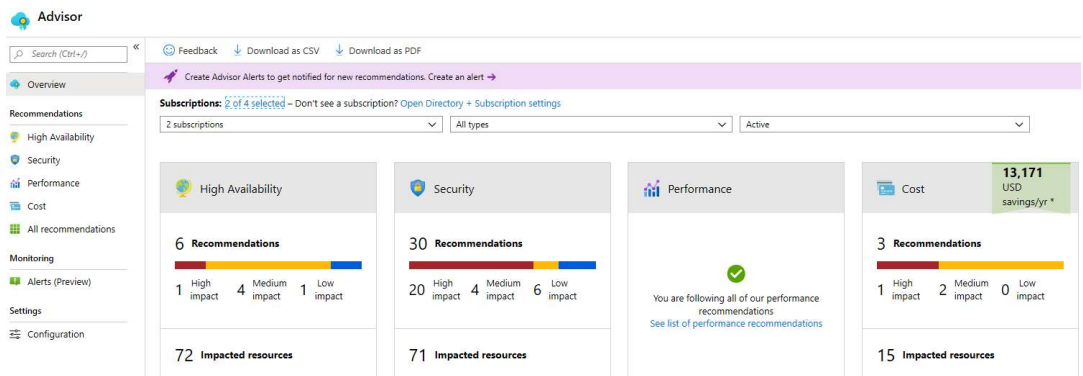 Advisor
Search (Ctrl+/)
«
Overview
Recommendations
High Availability
Security
Performance
Cost
All recommendations
Monitoring
Alerts (Preview)
Settings
Configuration
Feedback
Download as CSV
Download as PDF
Create Advisor Alerts to get notified for new recommendations. Create an alert →
Subscriptions: 2 of 4 selected – Don't see a subscription? Open Directory + Subscription settings
2 subscriptions
All types
Active
High Availability
6 Recommendations
1 High impact
4 Medium impact
1 Low impact
72 Impacted resources
Security
30 Recommendations
20 High impact
4 Medium impact
6 Low impact
71 Impacted resources
Performance
You are following all of our performance
recommendations
See list of performance recommendations
Cost
13,171
USD
savings/yr *
3 Recommendations
1 High impact
2 Medium impact
0 Low impact
15 Impacted resources